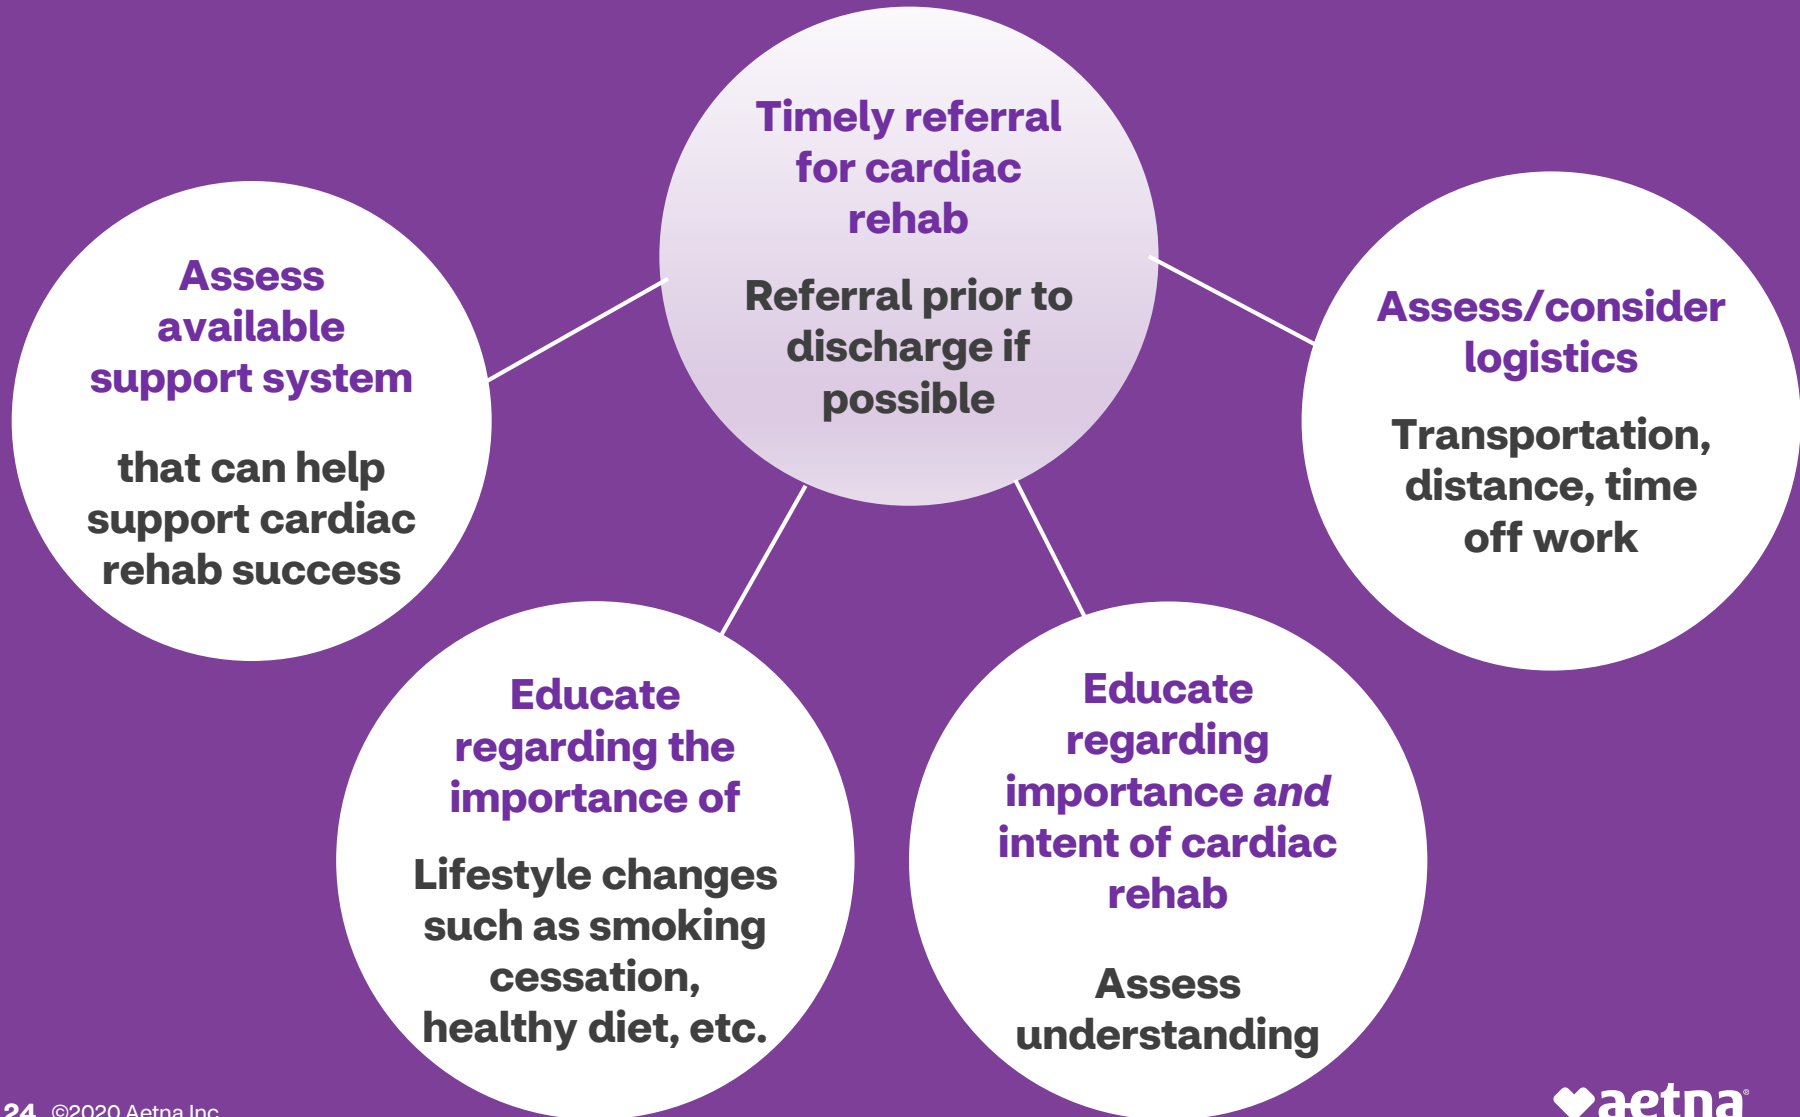 Timely referral
for cardiac
rehab
Referral prior to
discharge if
possible
Assess
available
support system
that can help
support cardiac
rehab success
Assess/consider
logistics
Transportation,
distance, time
off work
Educate
regarding the
importance of
Lifestyle changes
such as smoking
cessation,
healthy diet, etc.
Educate
regarding
importance and
intent of cardiac
rehab
Assess
understanding
24 ©2020 Aetna Inc
aetna®